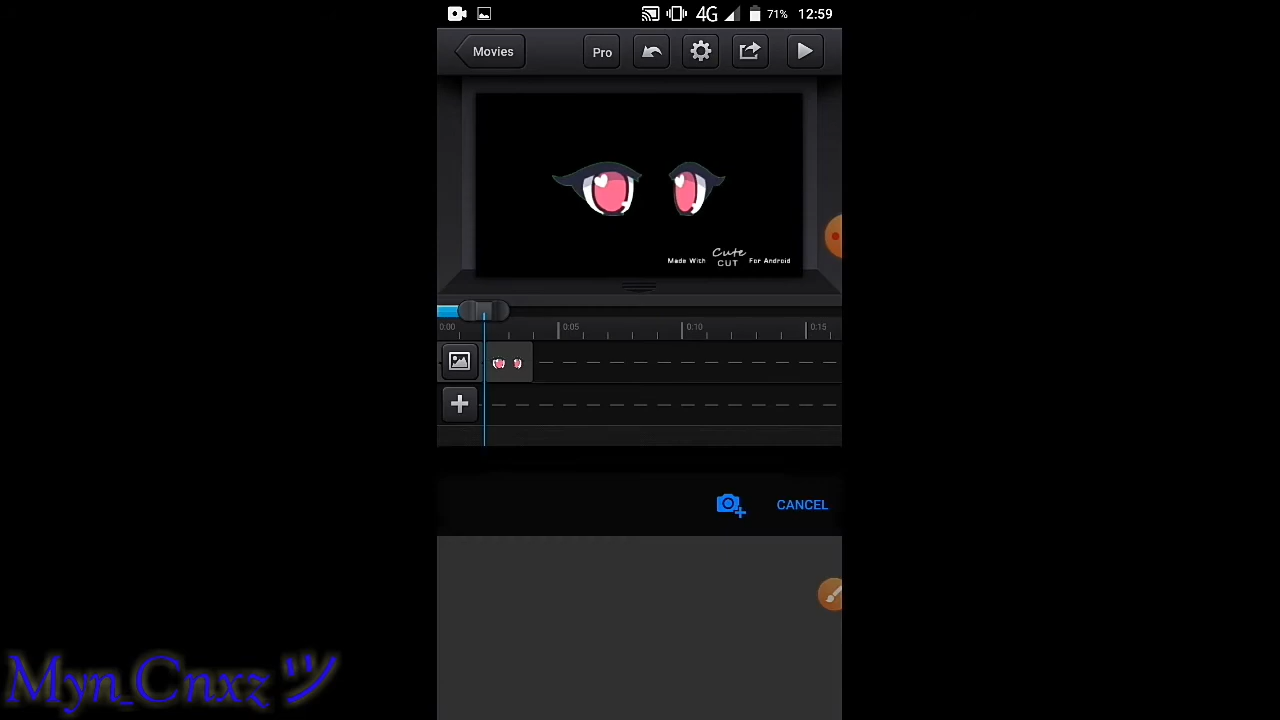 4G 71% 12:59
Movies Pro
Made With Cute CUT For Android
0:00 0:05 0:10 0:15
CANCEL
Myn_Cnxzツ